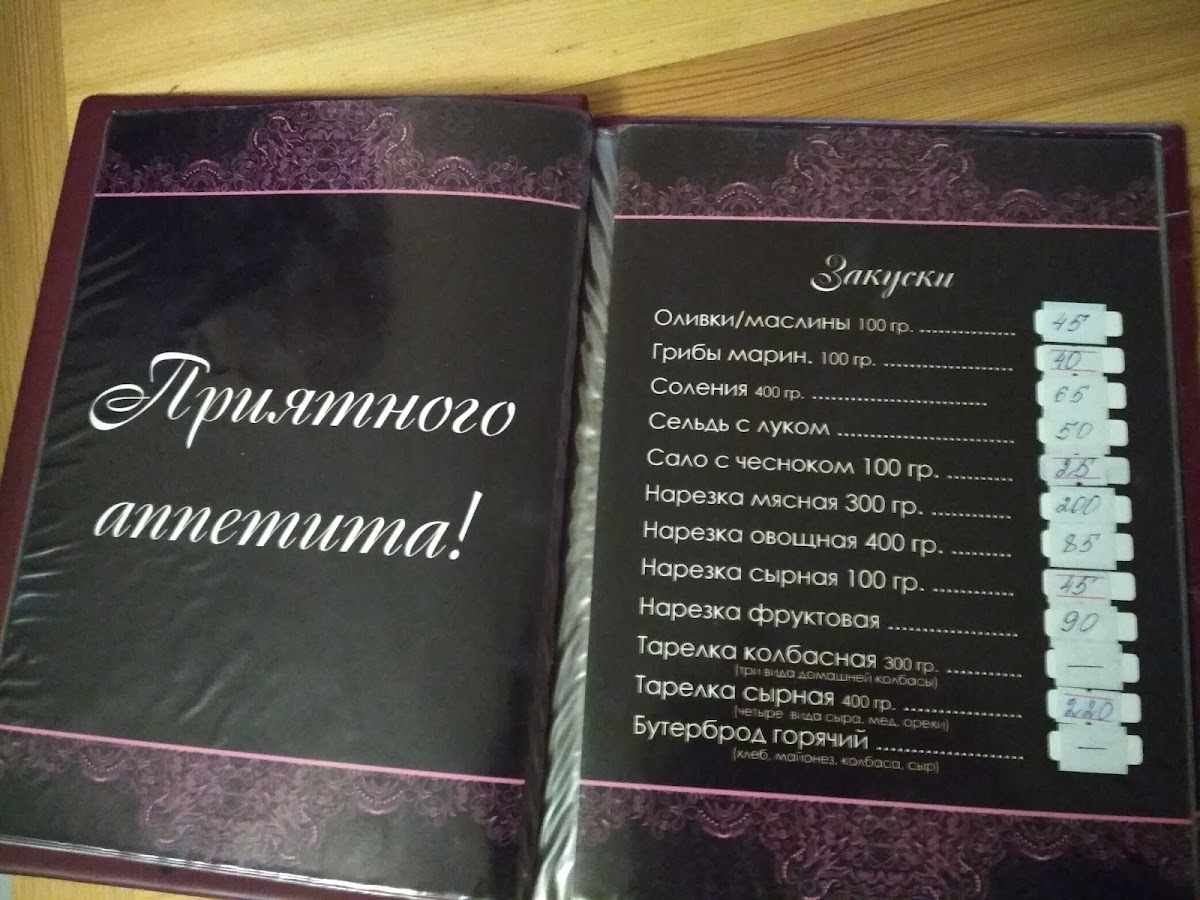 Приятного
аппетита!
Закуски
Оливки/маслины 100 гр. .................. 45
Грибы марин. 100 гр. ........................ 40
Соления 400 гр. ................................ 65
Сельдь с луком ................................ 50
Сало с чесноком 100 гр. ............ 25
Нарезка мясная 300 гр. ............... 200
Нарезка овощная 400 гр. ........... 85
Нарезка сырная 100 гр. ............... 45
Нарезка фруктовая ........................ 90
Тарелка колбасная 300 гр. .............. —
(три вида домашней колбасы)
Тарелка сырная 400 гр. ...................... 220
(четыре вида сыра, мед, орехи)
Бутерброд горячий ........................... —
(хлеб, майонез, колбаса, сыр)